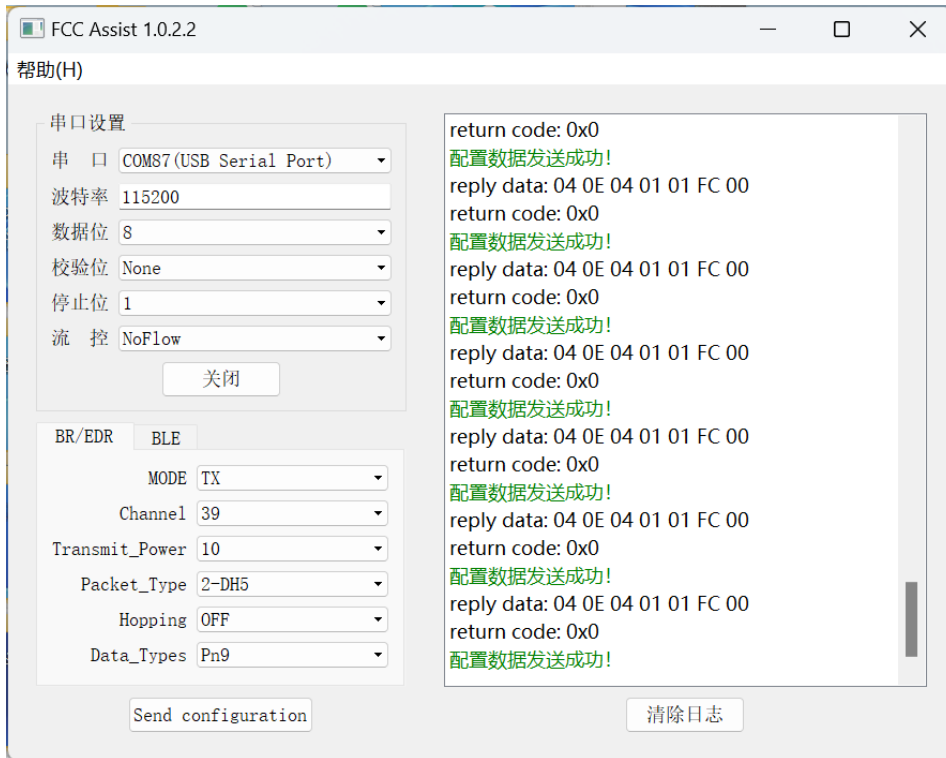 FCC Assist 1.0.2.2
帮助(H)
串口设置
串 口 COM87(USB Serial Port)
波特率 115200
数据位 8
校验位 None
停止位 1
流 控 NoFlow
关闭
BR/EDR BLE
MODE TX
Channel 39
Transmit_Power 10
Packet_Type 2-DH5
Hopping OFF
Data_Types Pn9
Send configuration
return code: 0x0
配置数据发送成功!
reply data: 04 0E 04 01 01 FC 00
return code: 0x0
配置数据发送成功!
reply data: 04 0E 04 01 01 FC 00
return code: 0x0
配置数据发送成功!
reply data: 04 0E 04 01 01 FC 00
return code: 0x0
配置数据发送成功!
reply data: 04 0E 04 01 01 FC 00
return code: 0x0
配置数据发送成功!
reply data: 04 0E 04 01 01 FC 00
return code: 0x0
配置数据发送成功!
reply data: 04 0E 04 01 01 FC 00
return code: 0x0
配置数据发送成功!
清除日志